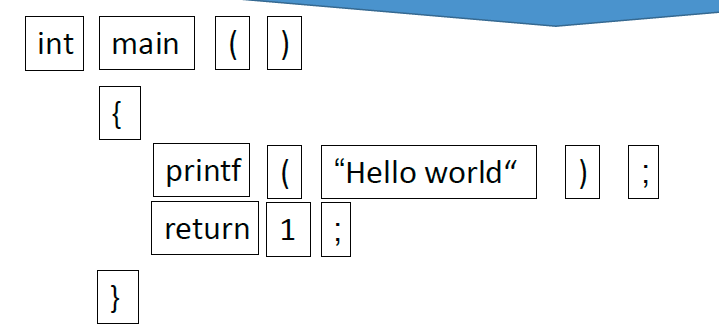 int main ( )
{
printf ( “Hello world“ ) ;
return 1 ;
}